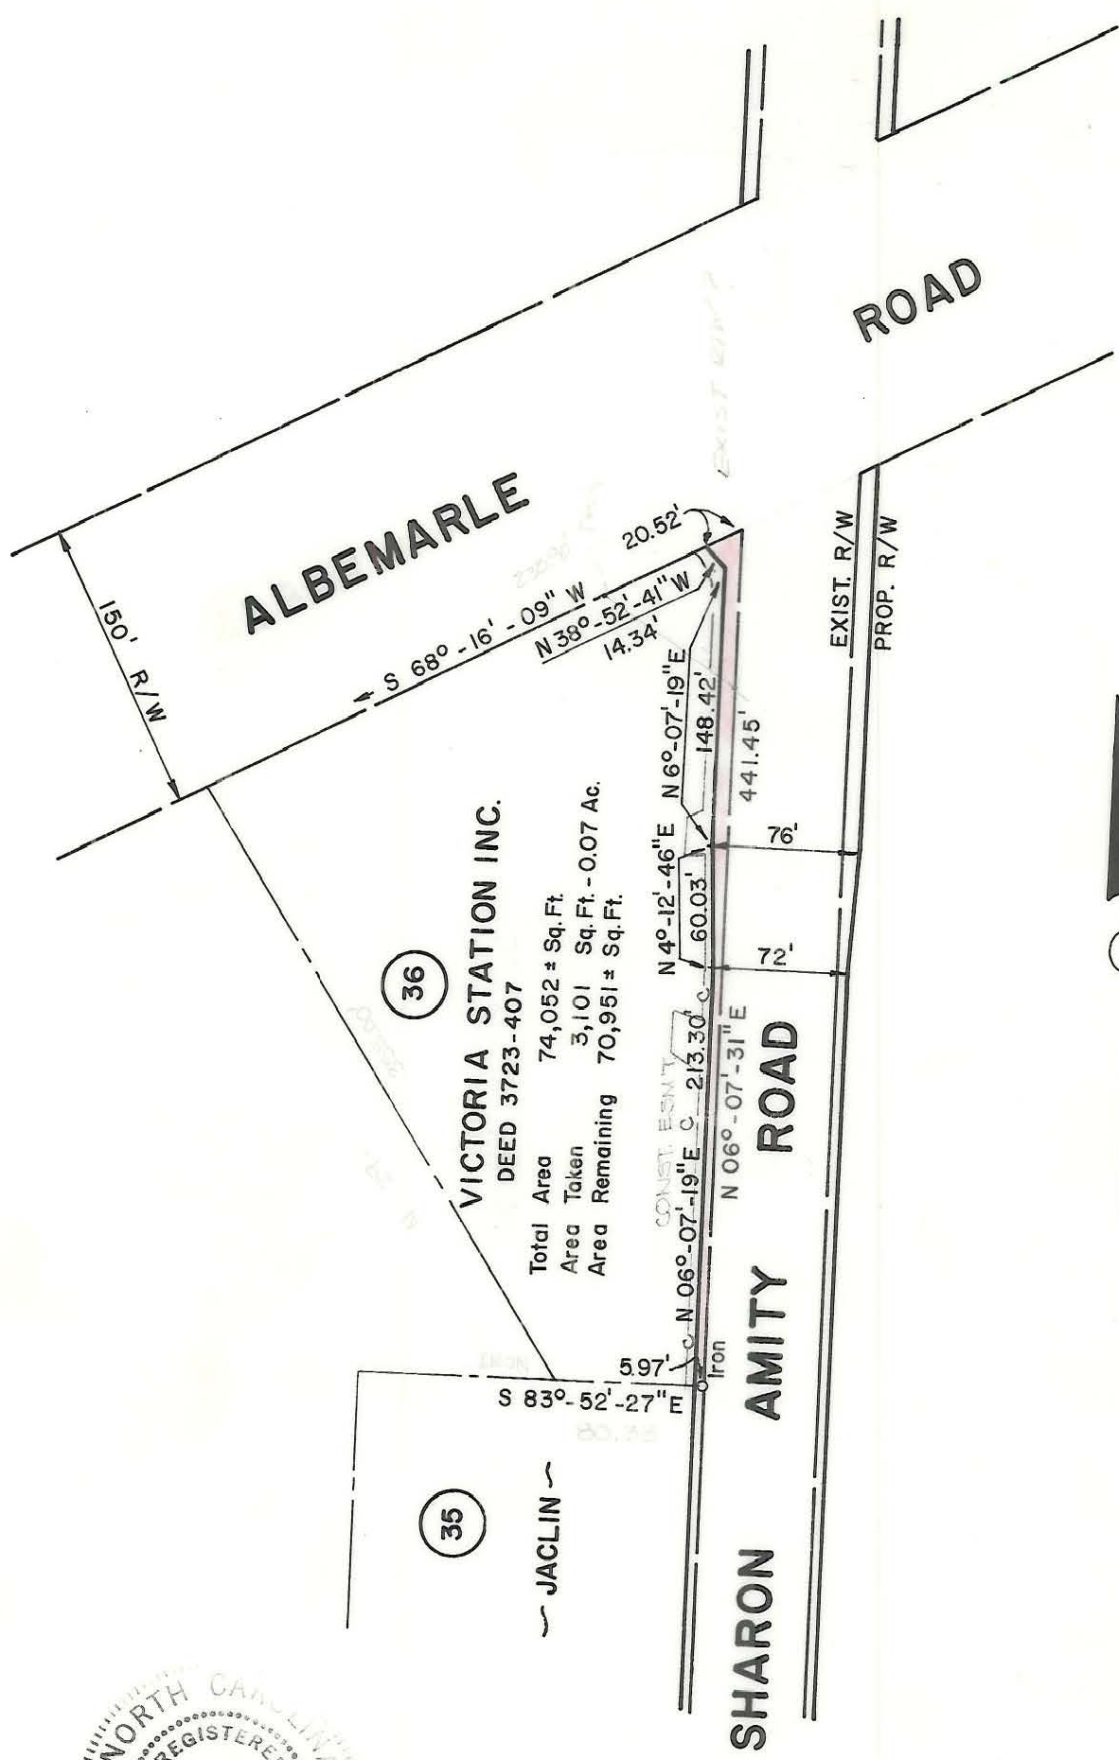 ALBEMARLE
ROAD
150' R/W
S 68°-16'-09" W
20.52'
N 38°-52'-41" W
14.34'
36
VICTORIA STATION INC.
DEED 3723-407
Total Area 74,052 ± Sq. Ft.
Area Taken 3,101 Sq. Ft. - 0.07 Ac.
Area Remaining 70,951 ± Sq. Ft.
N 6°-07'-19" E
148.42'
441.45'
N 4°-12'-46" E
60.03'
76'
72'
EXIST. R/W
PROP. R/W
EXIST R/W
CONST. ESMT
C N 06°-07'-19" E C 213.30' C
N 06°-07'-31" E
5.97'
Iron
S 83°-52'-27" E
80.33
35
~ JACLIN ~
SHARON AMITY ROAD
NORTH CAROLINA
REGISTERED